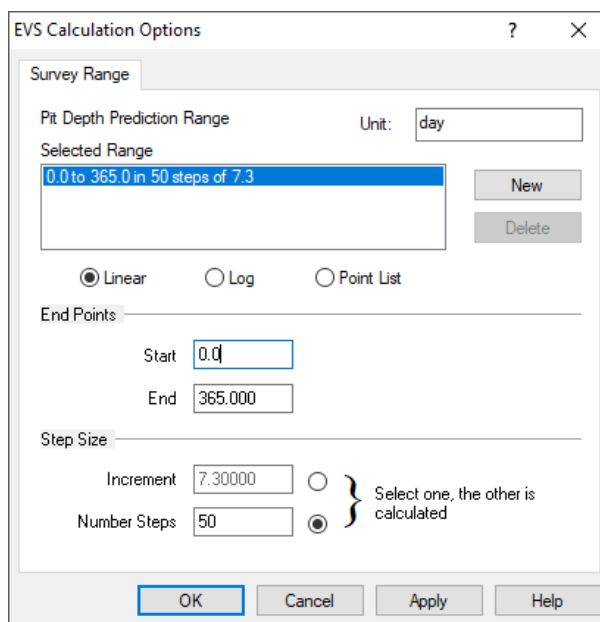 EVS Calculation Options ?
Survey Range
Pit Depth Prediction Range
Unit: day
Selected Range
0.0 to 365.0 in 50 steps of 7.3
New
Delete
Linear Log Point List
End Points
Start 0.0
End 365.000
Step Size
Increment 7.30000
Select one, the other is
calculated
Number Steps 50
OK Cancel Apply Help